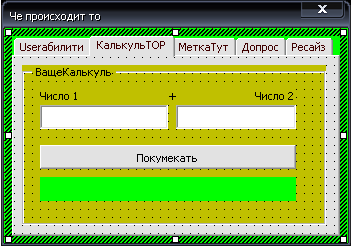 Че происходит то
Userабилити КалькульТОР МеткаТут Допрос Ресайз
ВащеКалькуль
Число 1 + Число 2
Покумекать